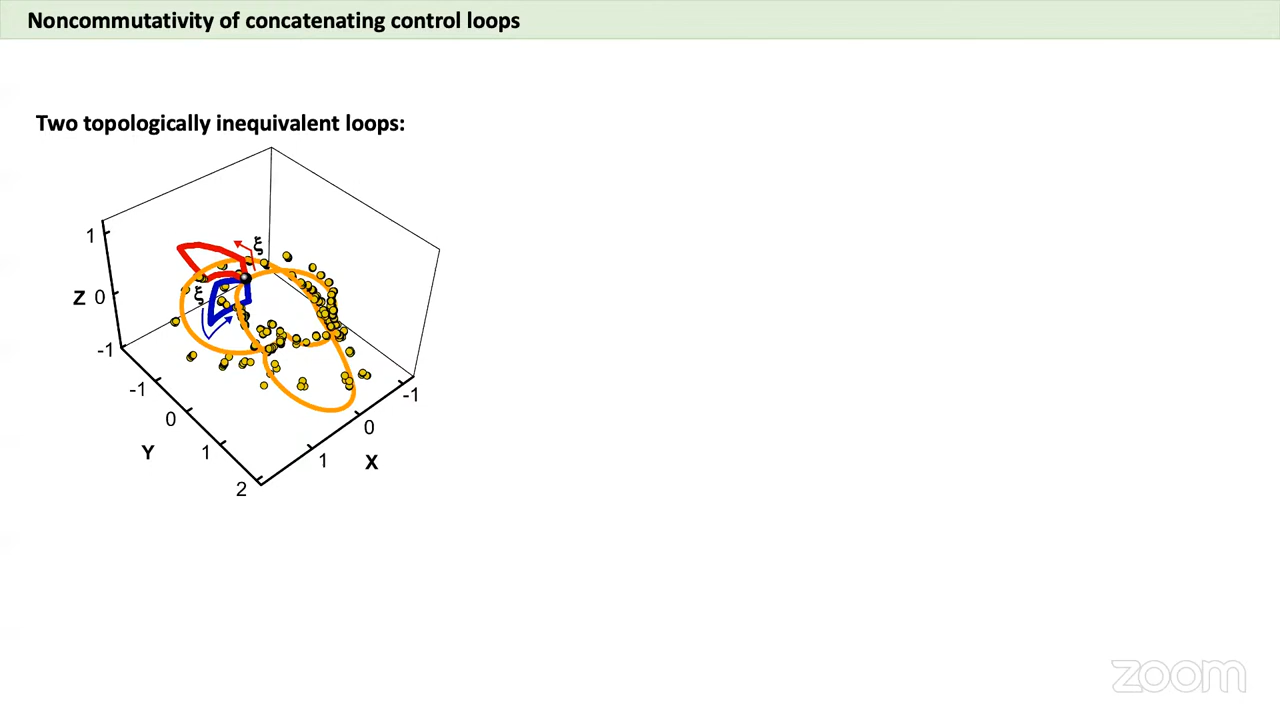 Noncommutativity of concatenating control loops
Two topologically inequivalent loops:
ξ
1
Z 0
ξ
-1
-1
-1
0
0
Y
1
1
X
2
zoom